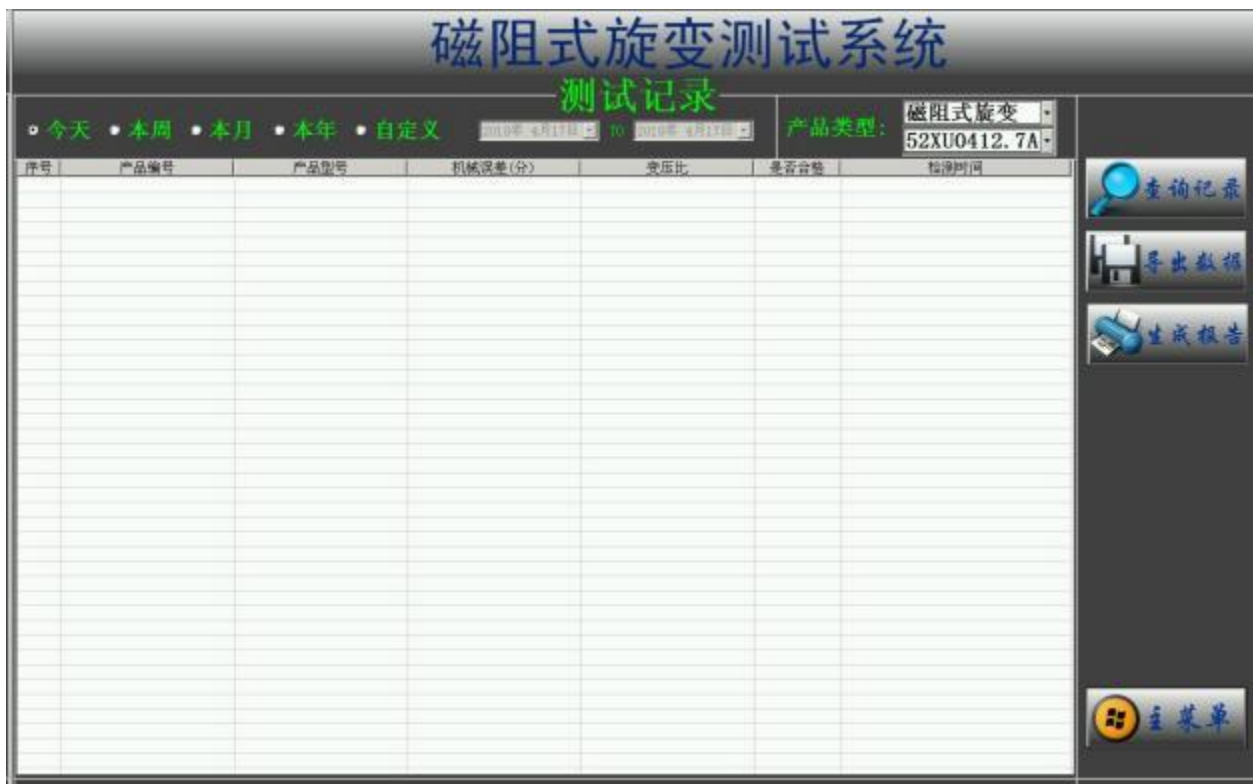 磁阻式旋变测试系统
测试记录
今天 本周 本月 本年 自定义 TO 产品类型: 磁阻式旋变
52XU0412.7A
序号 产品编号 产品型号 机械误差(分) 变压比 是否合格 检测时间
查询记录
导出数据
生成报告
主菜单